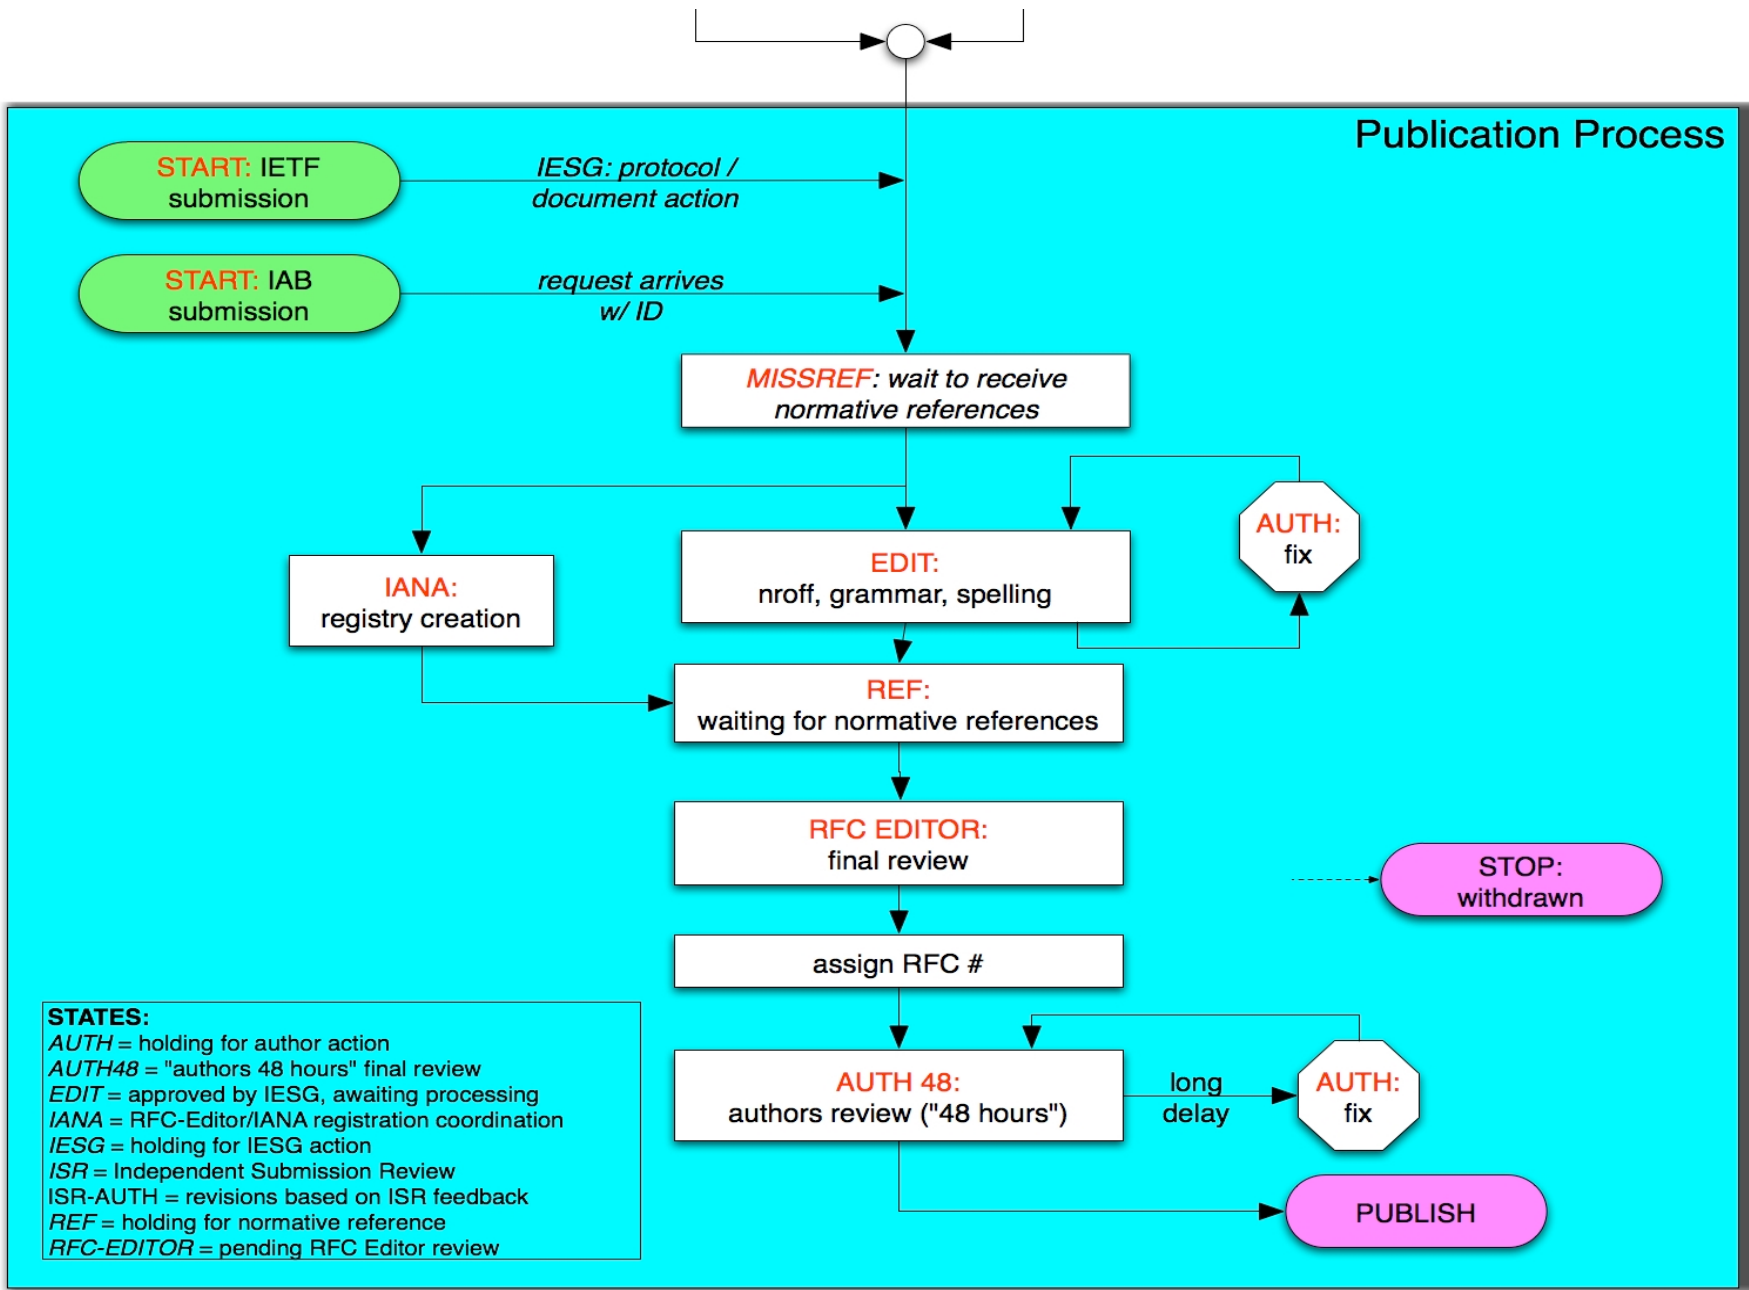 Publication Process
START: IETF
submission
IESG: protocol /
document action
START: IAB
submission
request arrives
w/ ID
MISSREF: wait to receive
normative references
AUTH:
fix
EDIT:
nroff, grammar, spelling
IANA:
registry creation
REF:
waiting for normative references
RFC EDITOR:
final review
STOP:
withdrawn
assign RFC #
AUTH 48:
authors review ("48 hours")
long
delay
AUTH:
fix
PUBLISH
STATES:
AUTH = holding for author action
AUTH48 = "authors 48 hours" final review
EDIT = approved by IESG, awaiting processing
IANA = RFC-Editor/IANA registration coordination
IESG = holding for IESG action
ISR = Independent Submission Review
ISR-AUTH = revisions based on ISR feedback
REF = holding for normative reference
RFC-EDITOR = pending RFC Editor review